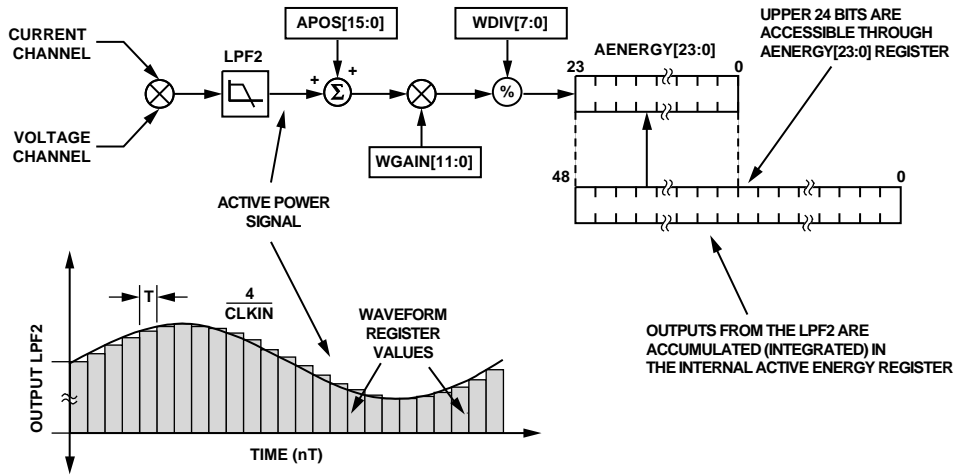 APOS[15:0]
WDIV[7:0]
UPPER 24 BITS ARE
ACCESSIBLE THROUGH
AENERGY[23:0] REGISTER
CURRENT
CHANNEL
LPF2
AENERGY[23:0]
23
0
+
+
Σ
%
VOLTAGE
CHANNEL
WGAIN[11:0]
48
0
ACTIVE POWER
SIGNAL
T
4
CLKIN
WAVEFORM
REGISTER
VALUES
OUTPUTS FROM THE LPF2 ARE
ACCUMULATED (INTEGRATED) IN
THE INTERNAL ACTIVE ENERGY REGISTER
OUTPUT LPF2
TIME (nT)